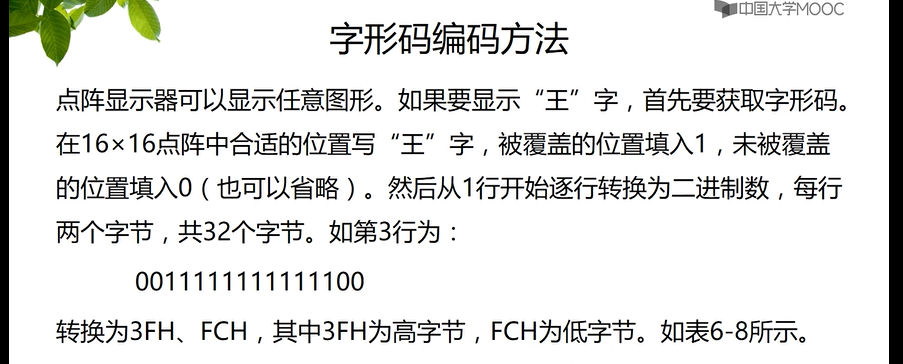 中国大学MOOC
字形码编码方法
点阵显示器可以显示任意图形。如果要显示“王”字，首先要获取字形码。
在16×16点阵中合适的位置写“王”字，被覆盖的位置填入1，未被覆盖
的位置填入0（也可以省略）。然后从1行开始逐行转换为二进制数，每行
两个字节，共32个字节。如第3行为：
0011111111111100
转换为3FH、FCH，其中3FH为高字节，FCH为低字节。如表6-8所示。